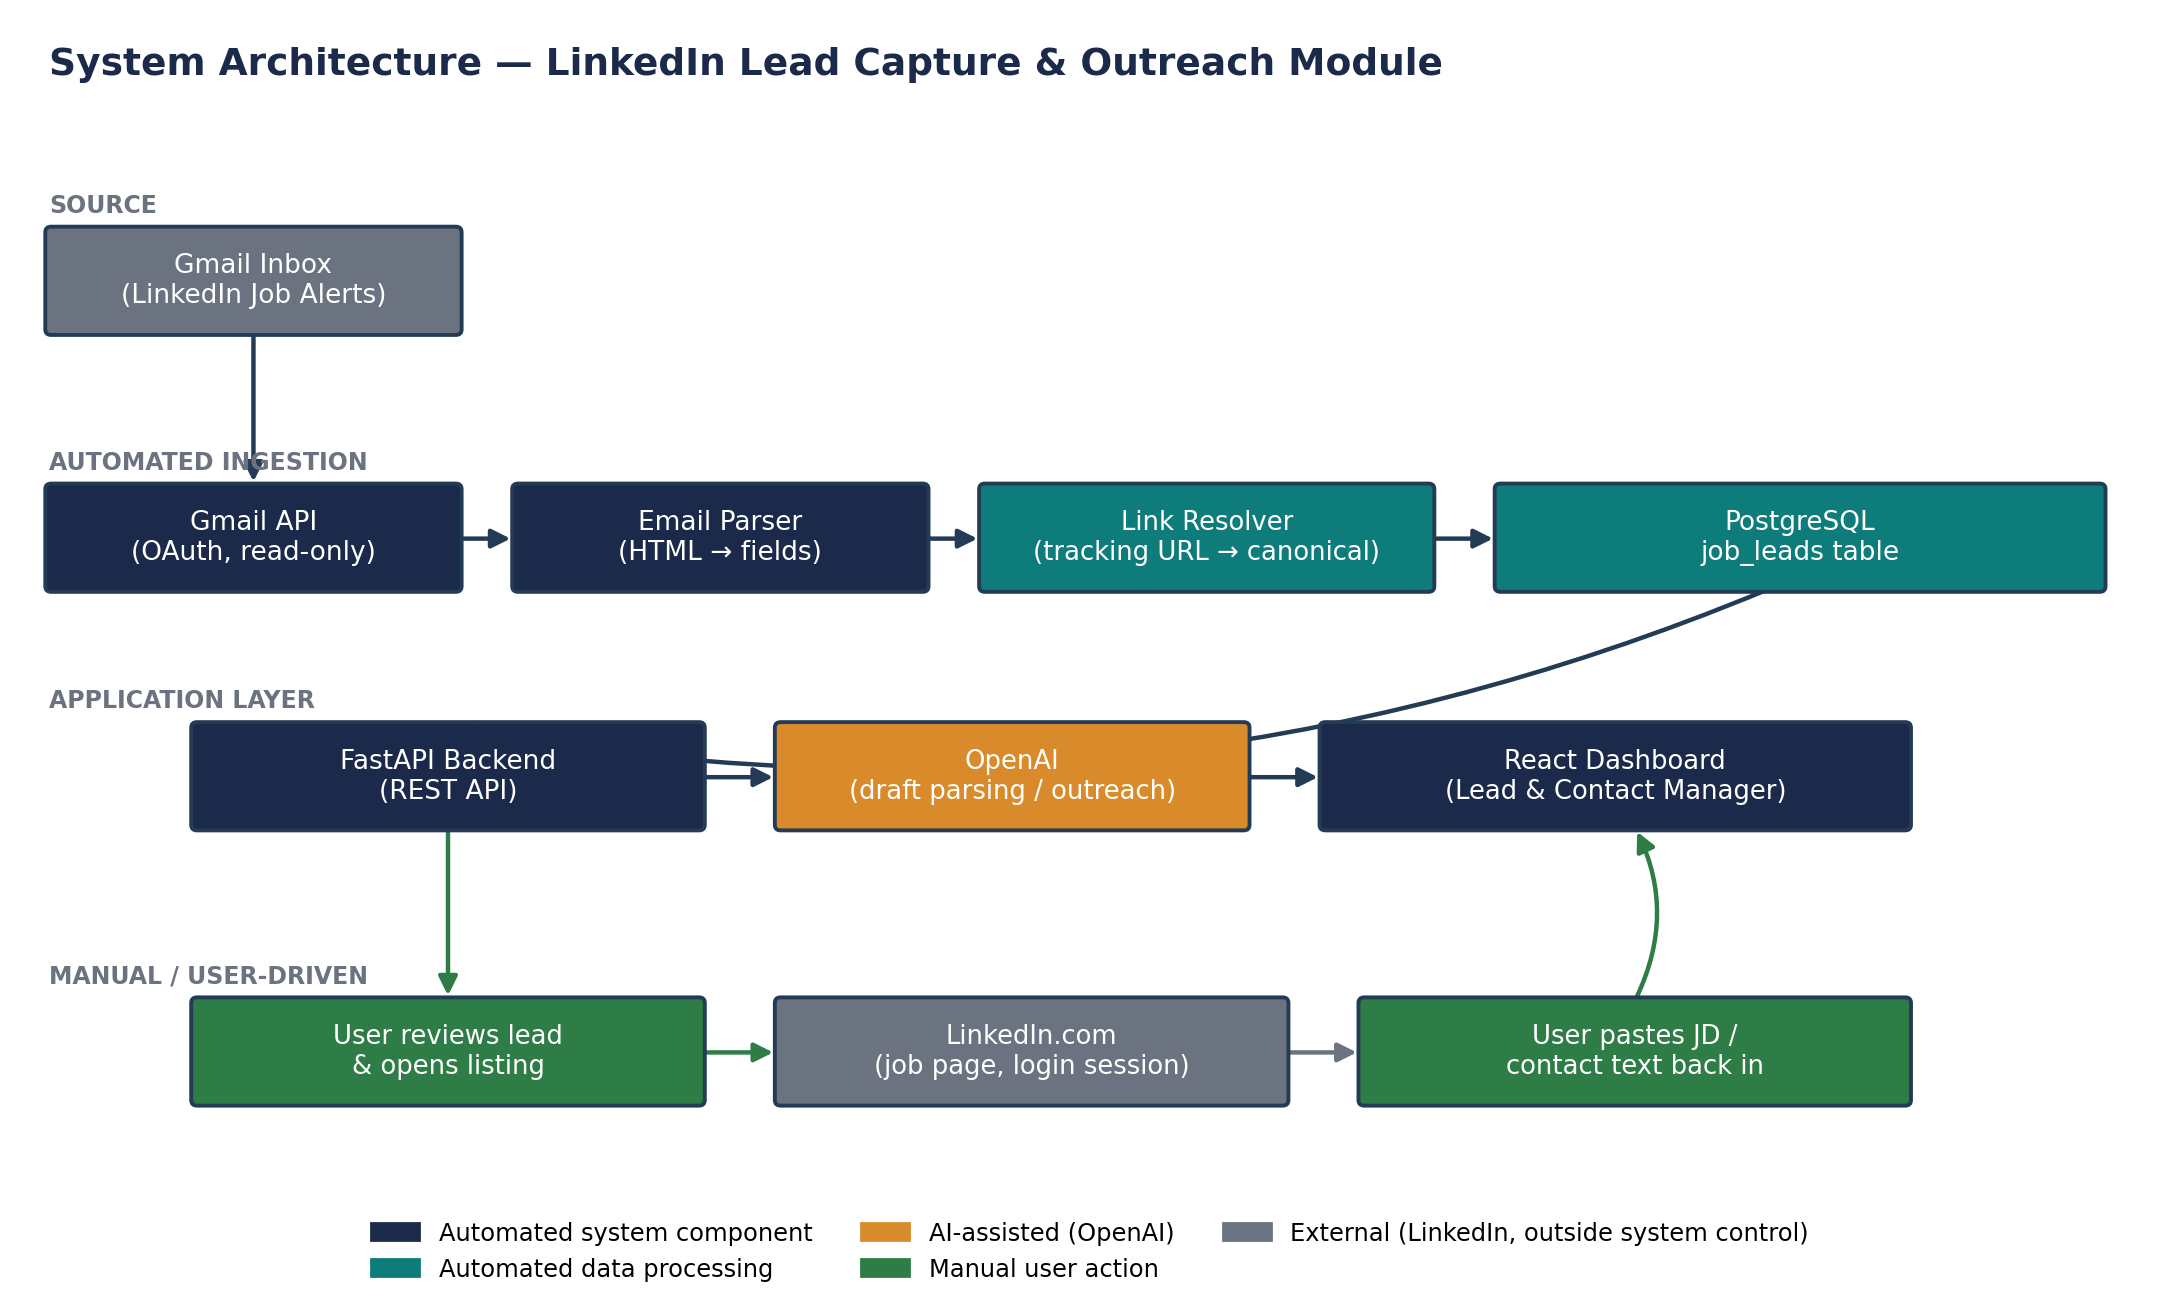 System Architecture — LinkedIn Lead Capture & Outreach Module
SOURCE
Gmail Inbox
(LinkedIn Job Alerts)
AUTOMATED INGESTION
Gmail API
(OAuth, read-only)
Email Parser
(HTML → fields)
Link Resolver
(tracking URL → canonical)
PostgreSQL
job_leads table
APPLICATION LAYER
FastAPI Backend
(REST API)
OpenAI
(draft parsing / outreach)
React Dashboard
(Lead & Contact Manager)
MANUAL / USER-DRIVEN
User reviews lead
& opens listing
LinkedIn.com
(job page, login session)
User pastes JD /
contact text back in
Automated system component
Automated data processing
AI-assisted (OpenAI)
Manual user action
External (LinkedIn, outside system control)